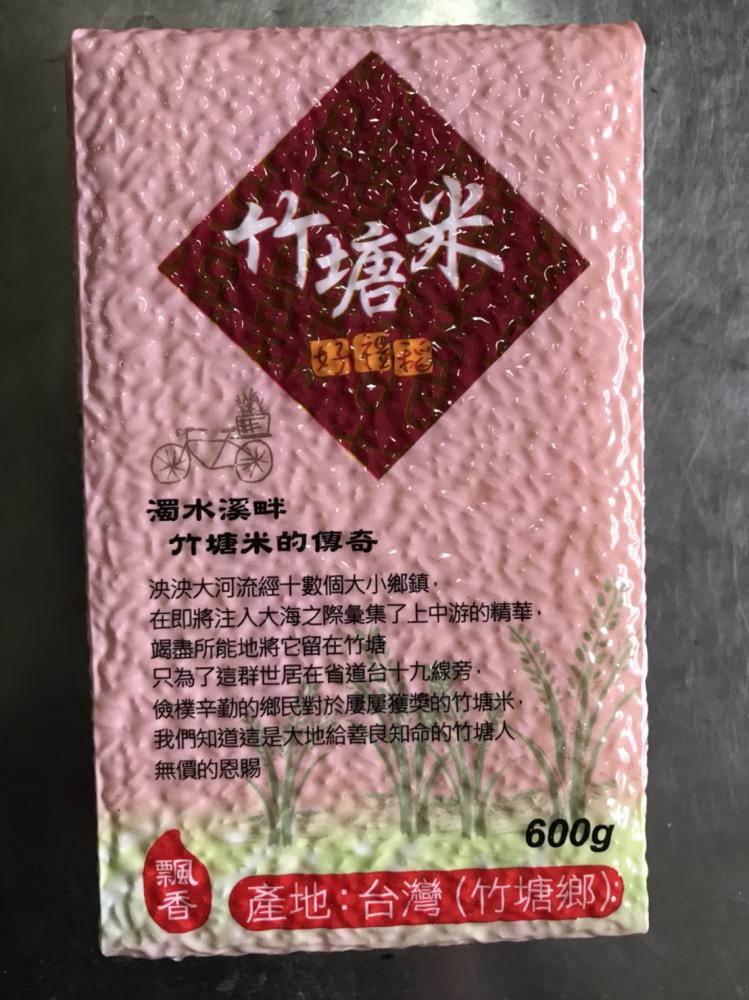 竹塘米
好禮稻
濁水溪畔
竹塘米的傳奇
泱泱大河流經十數個大小鄉鎮，
在即將注入大海之際彙集了上中游的精華，
竭盡所能地將它留在竹塘
只為了這群世居在省道台十九線旁，
儉樸辛勤的鄉民對於屢屢獲獎的竹塘米，
我們知道這是大地給善良知命的竹塘人
無價的恩賜
600g
飄香
產地：台灣（竹塘鄉）：